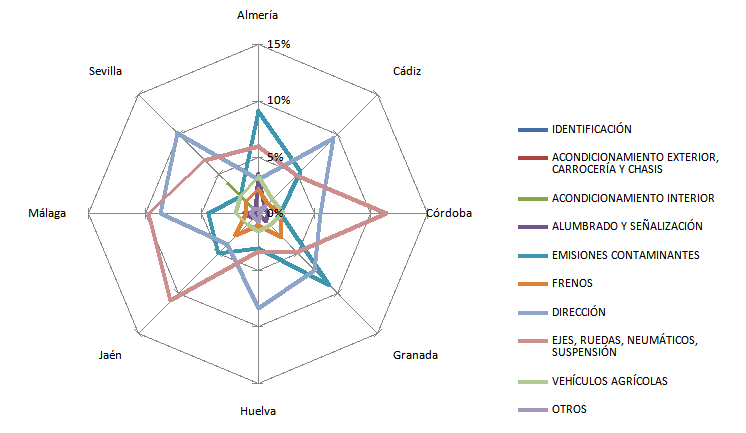 Almería
15%
Sevilla
Cádiz
10%
5%
Málaga
0%
Córdoba
Jaén
Granada
Huelva
IDENTIFICACIÓN
ACONDICIONAMIENTO EXTERIOR,
CARROCERÍA Y CHASIS
ACONDICIONAMIENTO INTERIOR
ALUMBRADO Y SEÑALIZACIÓN
EMISIONES CONTAMINANTES
FRENOS
DIRECCIÓN
EJES, RUEDAS, NEUMÁTICOS,
SUSPENSIÓN
VEHÍCULOS AGRÍCOLAS
OTROS